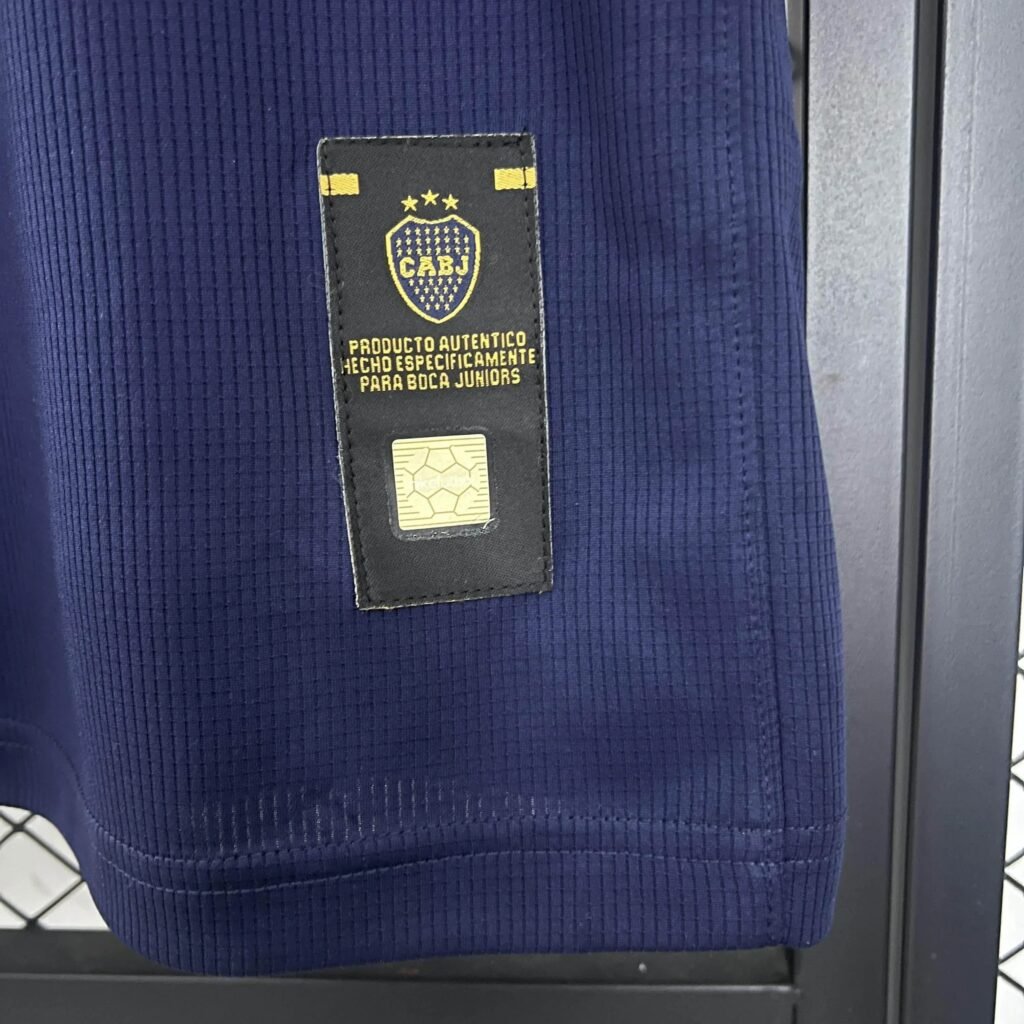 CABJ
PRODUCTO AUTENTICO
HECHO ESPECIFICAMENTE
PARA BOCA JUNIORS